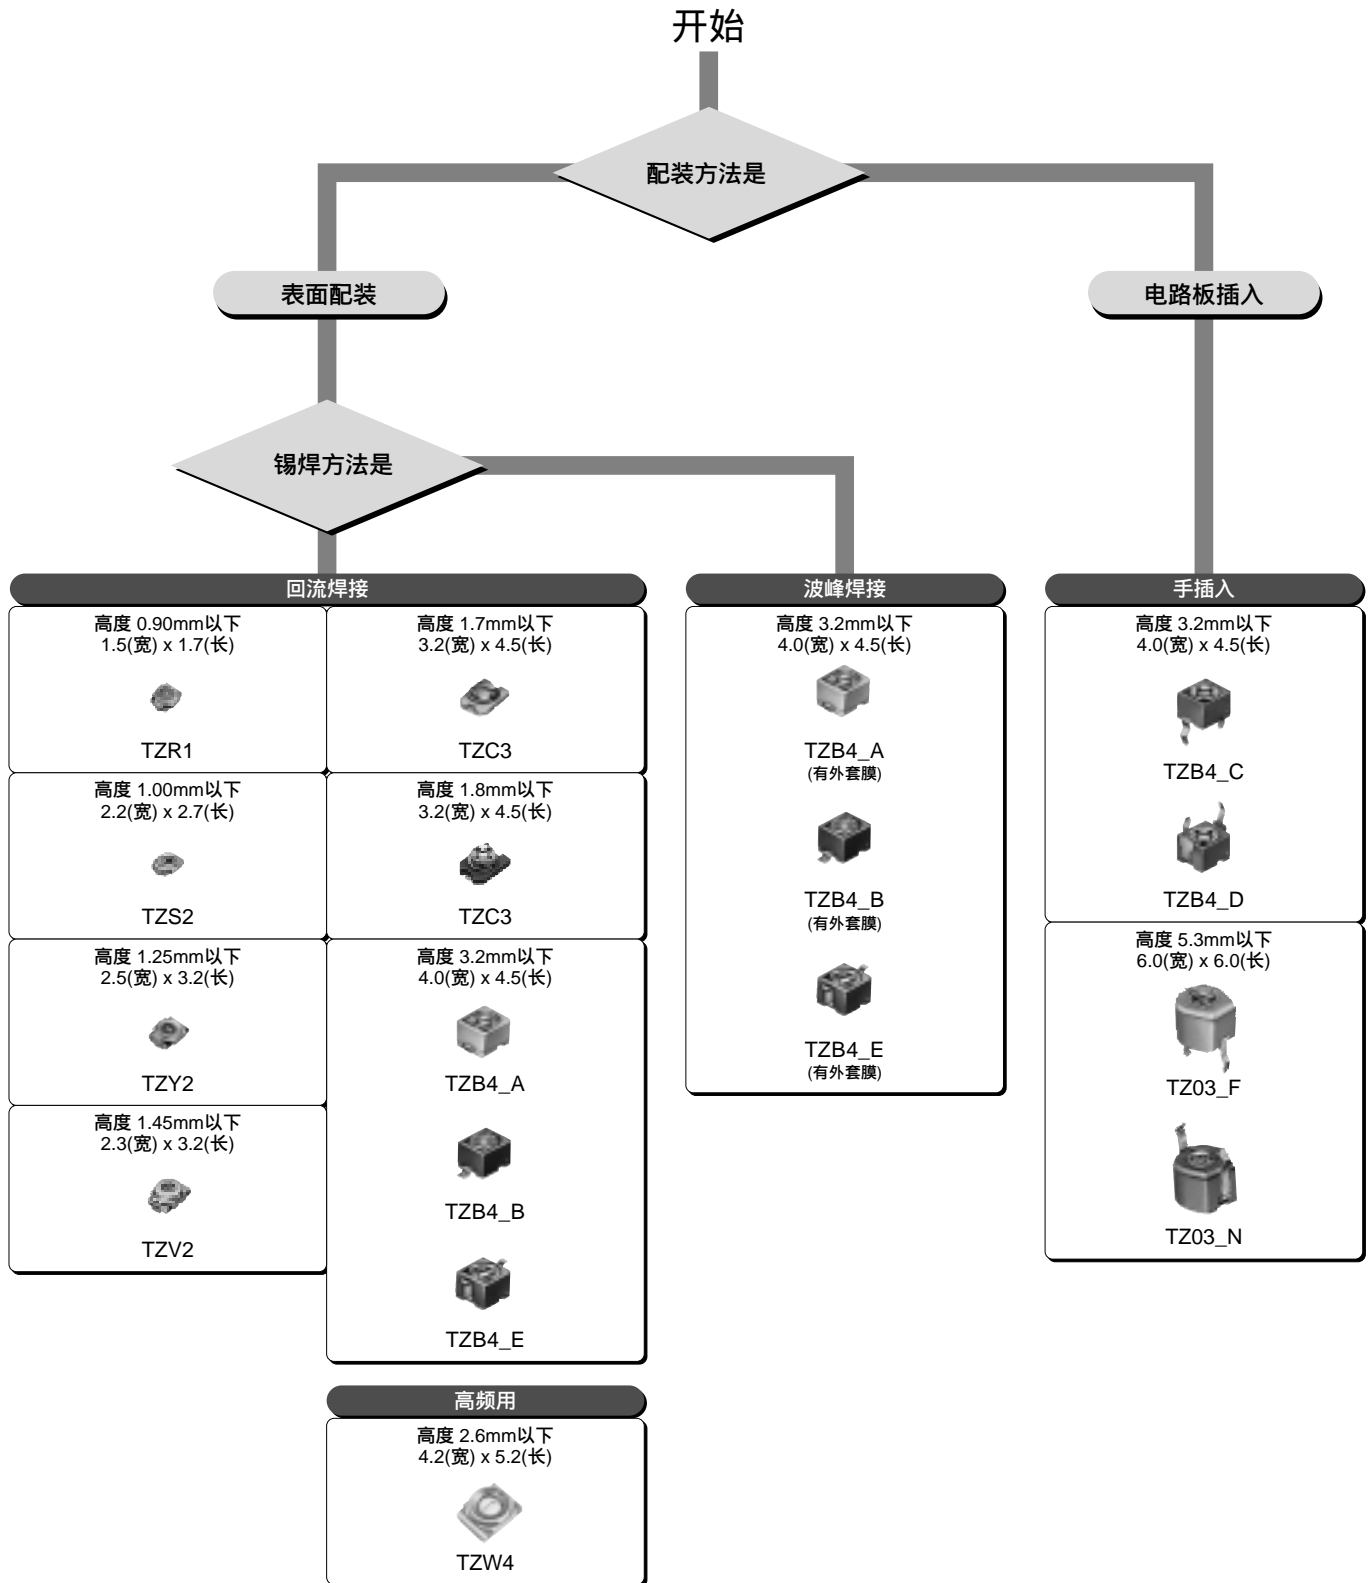 开始
配装方法是
表面配装
电路板插入
锡焊方法是
回流焊接
高度 0.90mm以下
1.5(宽) x 1.7(长)
TZR1
高度 1.00mm以下
2.2(宽) x 2.7(长)
TZS2
高度 1.25mm以下
2.5(宽) x 3.2(长)
TZY2
高度 1.45mm以下
2.3(宽) x 3.2(长)
TZV2
高度 1.7mm以下
3.2(宽) x 4.5(长)
TZC3
高度 1.8mm以下
3.2(宽) x 4.5(长)
TZC3
高度 3.2mm以下
4.0(宽) x 4.5(长)
TZB4_A
TZB4_B
TZB4_E
高频用
高度 2.6mm以下
4.2(宽) x 5.2(长)
TZW4
波峰焊接
高度 3.2mm以下
4.0(宽) x 4.5(长)
TZB4_A
(有外套膜)
TZB4_B
(有外套膜)
TZB4_E
(有外套膜)
手插入
高度 3.2mm以下
4.0(宽) x 4.5(长)
TZB4_C
TZB4_D
高度 5.3mm以下
6.0(宽) x 6.0(长)
TZ03_F
TZ03_N